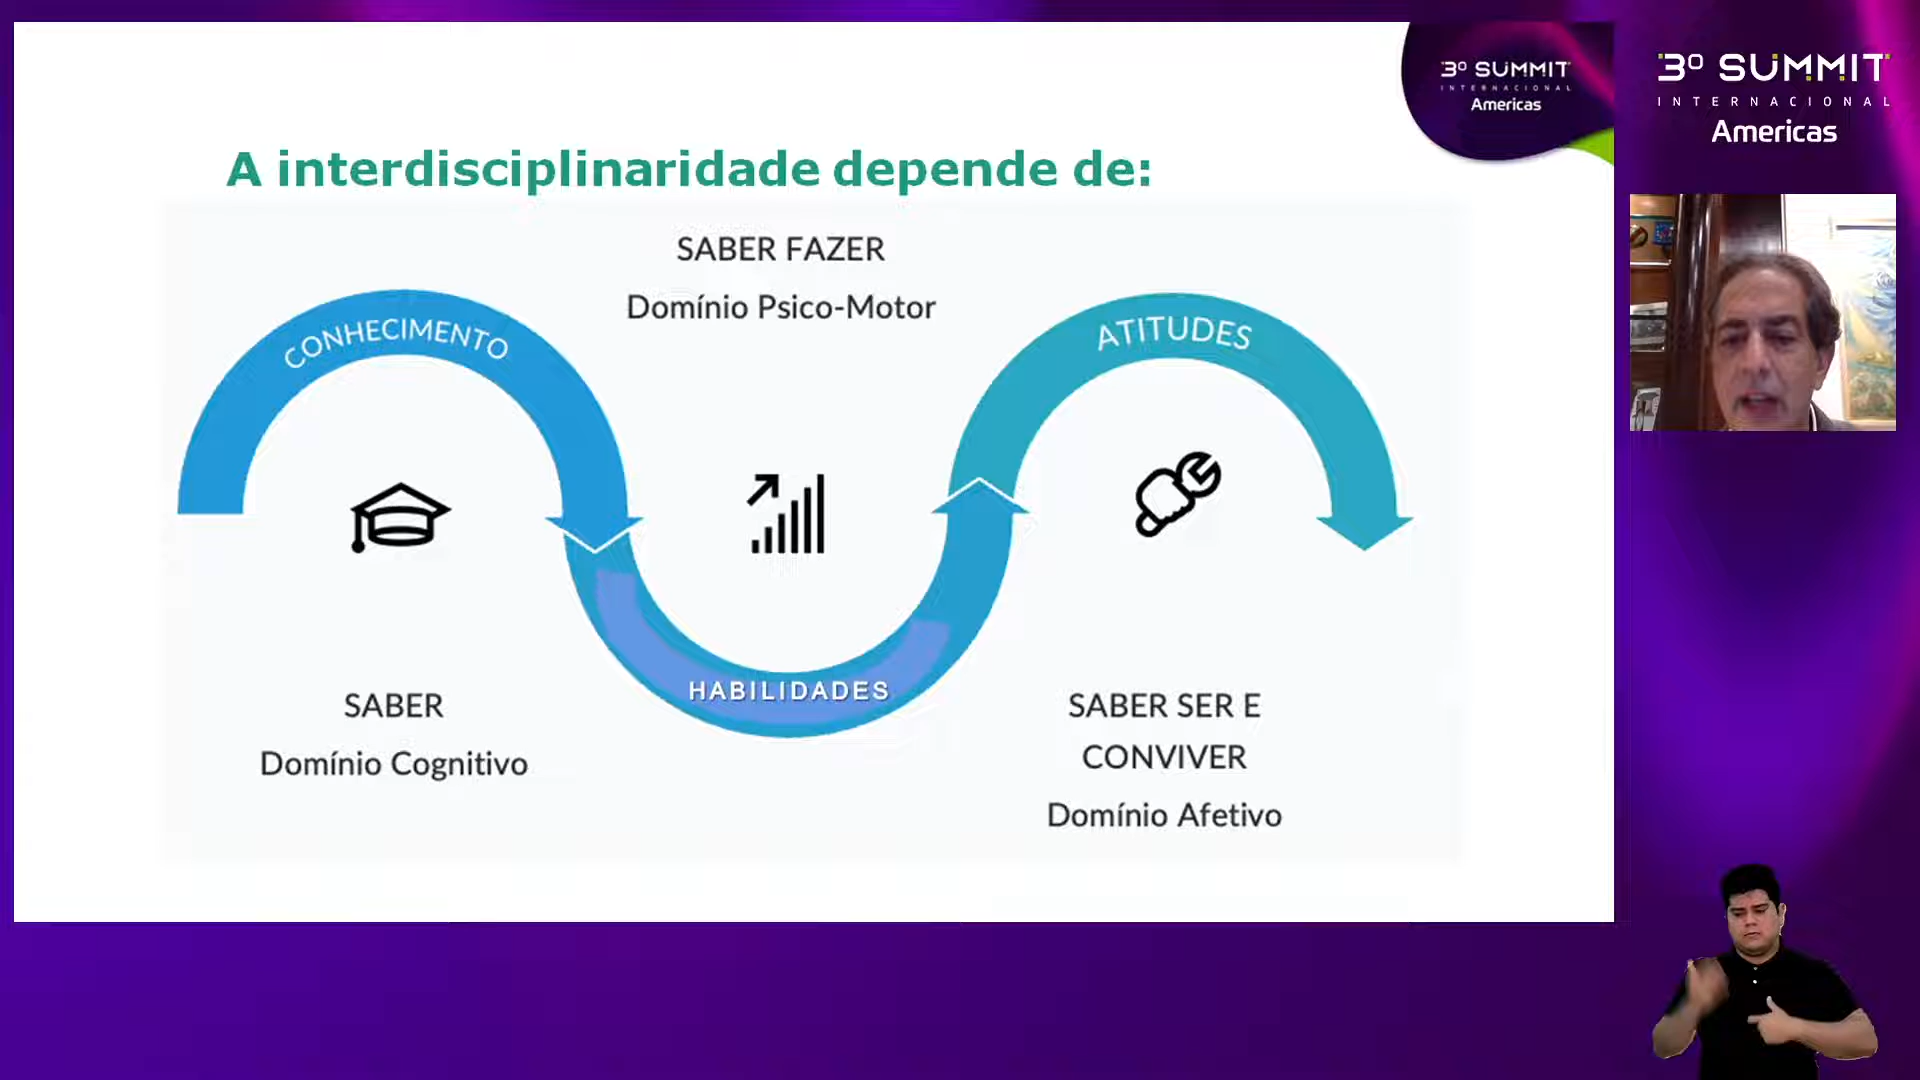 3º SUMMIT
INTERNACIONAL
Americas
3º SUMMIT
INTERNACIONAL
Americas
A interdisciplinaridade depende de:
SABER FAZER
Domínio Psico-Motor
CONHECIMENTO
ATITUDES
HABILIDADES
SABER
Domínio Cognitivo
SABER SER E
CONVIVER
Domínio Afetivo